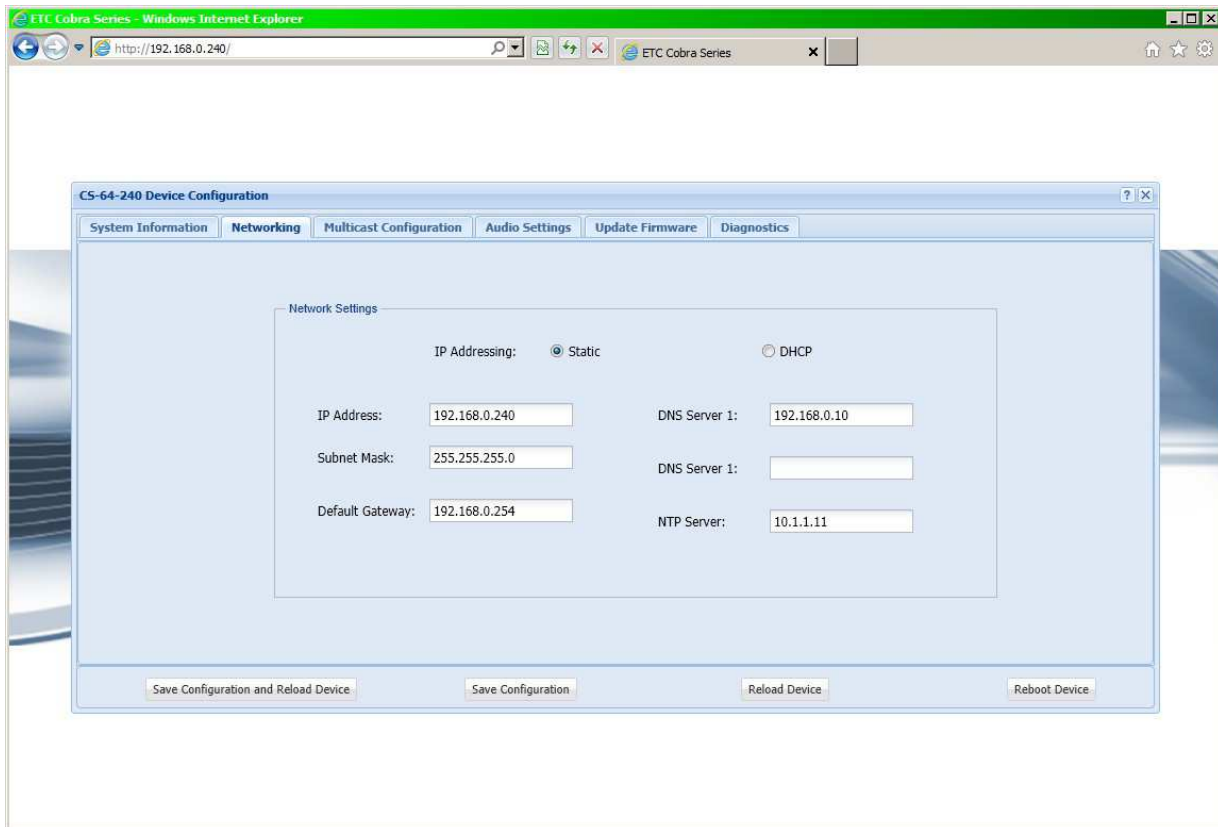 ETC Cobra Series - Windows Internet Explorer
http://192.168.0.240/
ETC Cobra Series
CS-64-240 Device Configuration
System Information
Networking
Multicast Configuration
Audio Settings
Update Firmware
Diagnostics
Network Settings
IP Addressing:
Static
DHCP
IP Address:
192.168.0.240
DNS Server 1:
192.168.0.10
Subnet Mask:
255.255.255.0
DNS Server 1:
Default Gateway:
192.168.0.254
NTP Server:
10.1.1.11
Save Configuration and Reload Device
Save Configuration
Reload Device
Reboot Device